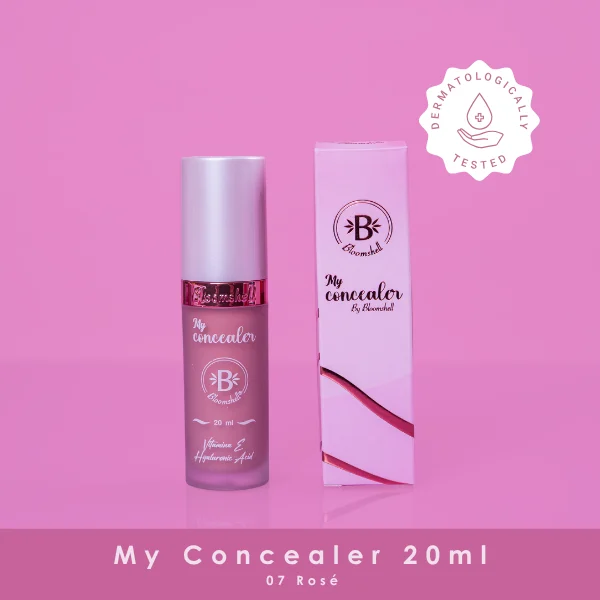 DERMATOLOGICALLY
TESTED
B
Bloomshell
My
concealer
By Bloomshell
Bloomshell
My
concealer
B
Bloomshell
20 ml
Vitamina E
Hyaluronic Acid
My Concealer 20ml
07 Rosé